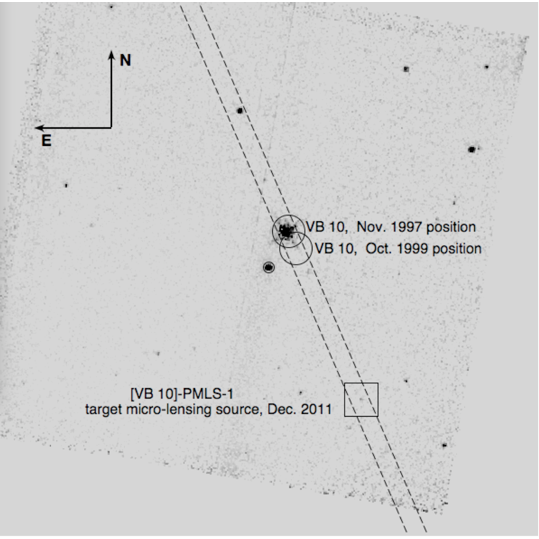 N
E
VB 10, Nov. 1997 position
VB 10, Oct. 1999 position
[VB 10]-PMLS-1
target micro-lensing source, Dec. 2011